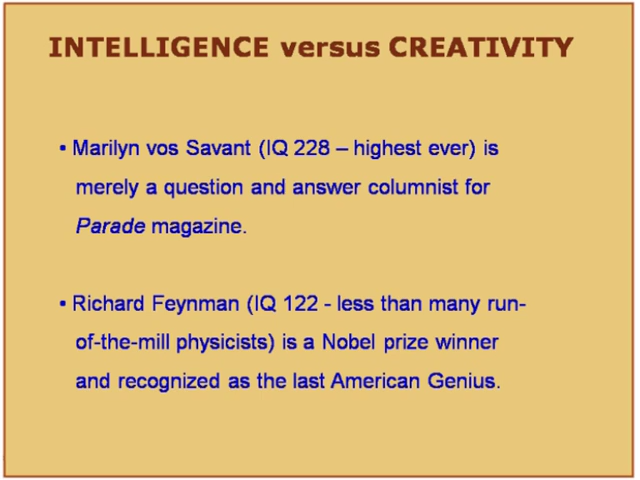 INTELLIGENCE versus CREATIVITY
• Marilyn vos Savant (IQ 228 – highest ever) is
merely a question and answer columnist for
Parade magazine.
• Richard Feynman (IQ 122 - less than many run-
of-the-mill physicists) is a Nobel prize winner
and recognized as the last American Genius.